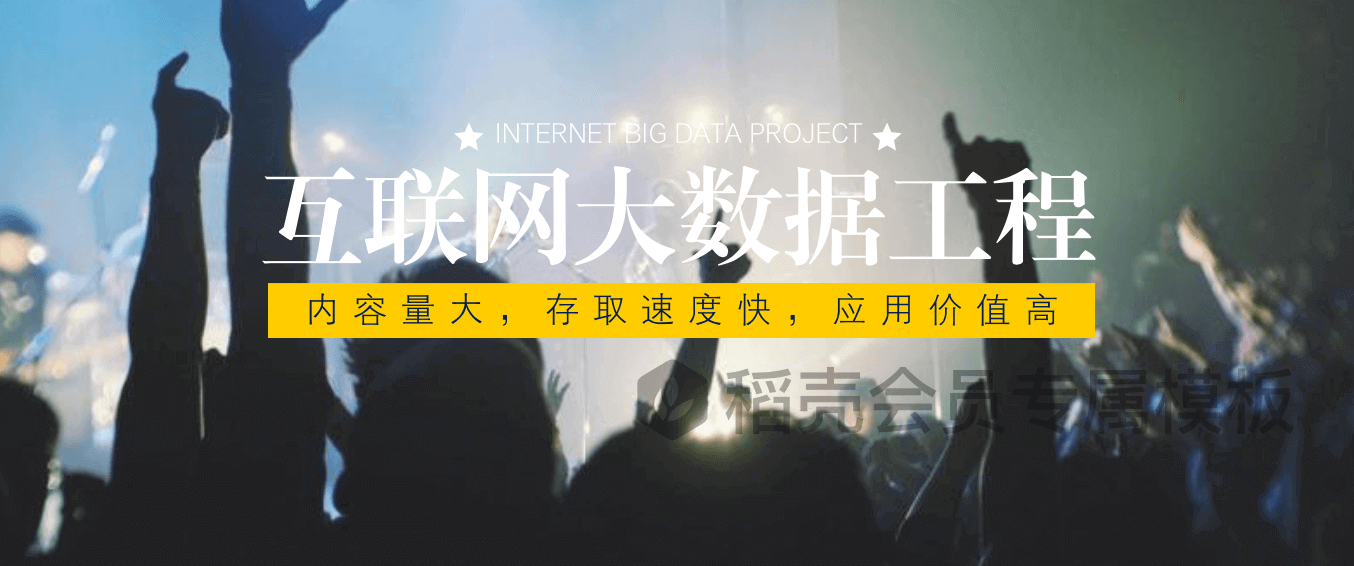 INTERNET BIG DATA PROJECT
互联网大数据工程
内容量大，存取速度快，应用价值高
稻壳会员专属模板